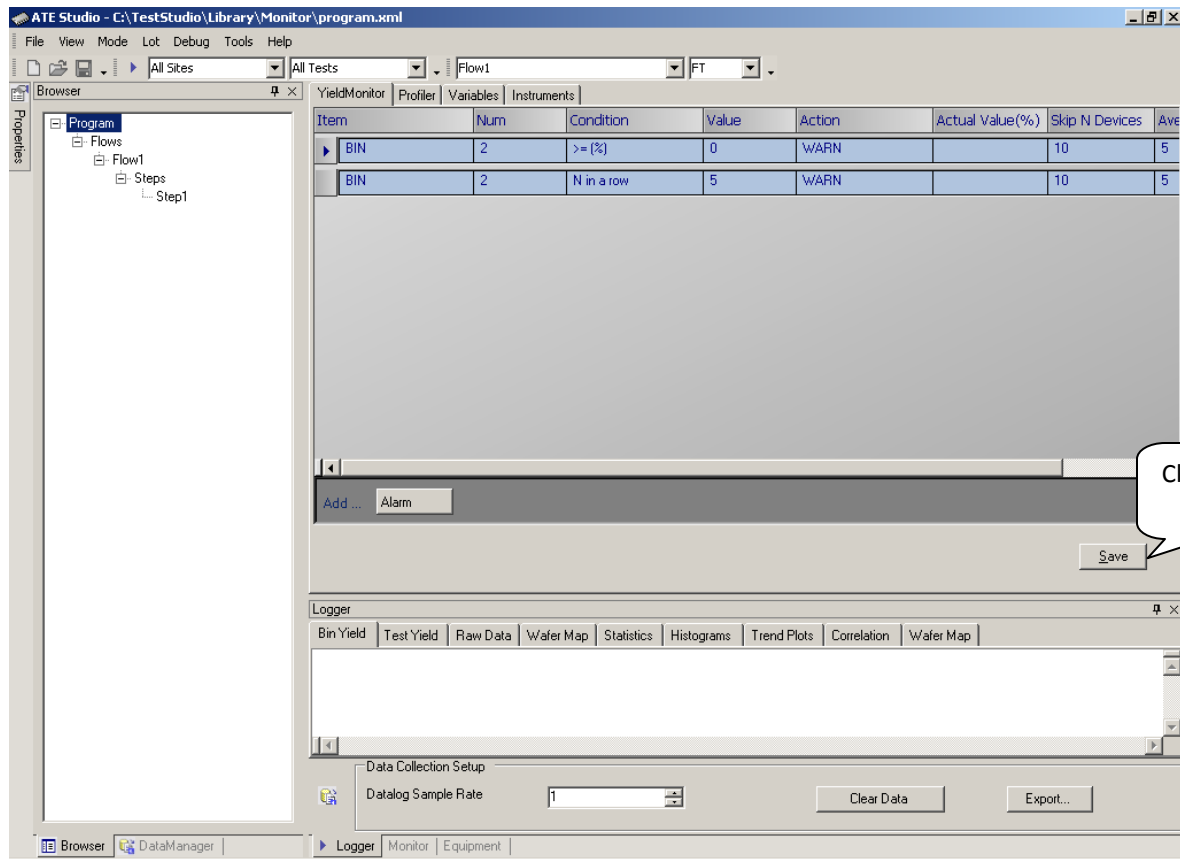 ATE Studio - C:\TestStudio\Library\Monitor\program.xml
File View Mode Lot Debug Tools Help
All Sites All Tests Flow1 FT
Properties
Browser
Program
Flows
Flow1
Steps
Step1
YieldMonitor Profiler Variables Instruments
Item Num Condition Value Action Actual Value(%) Skip N Devices Ave
BIN 2 >= (%) 0 WARN 10 5
BIN 2 N in a row 5 WARN 10 5
Add ... Alarm
Cl
Save
Logger
Bin Yield Test Yield Raw Data Wafer Map Statistics Histograms Trend Plots Correlation Wafer Map
Data Collection Setup
Datalog Sample Rate 1 Clear Data Export...
Browser DataManager Logger Monitor Equipment